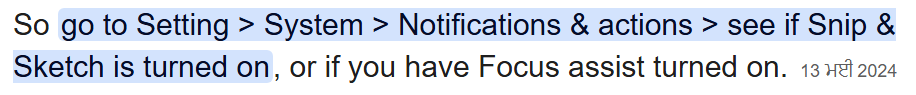 So go to Setting > System > Notifications & actions > see if Snip &
Sketch is turned on, or if you have Focus assist turned on. 13 ਮਈ 2024